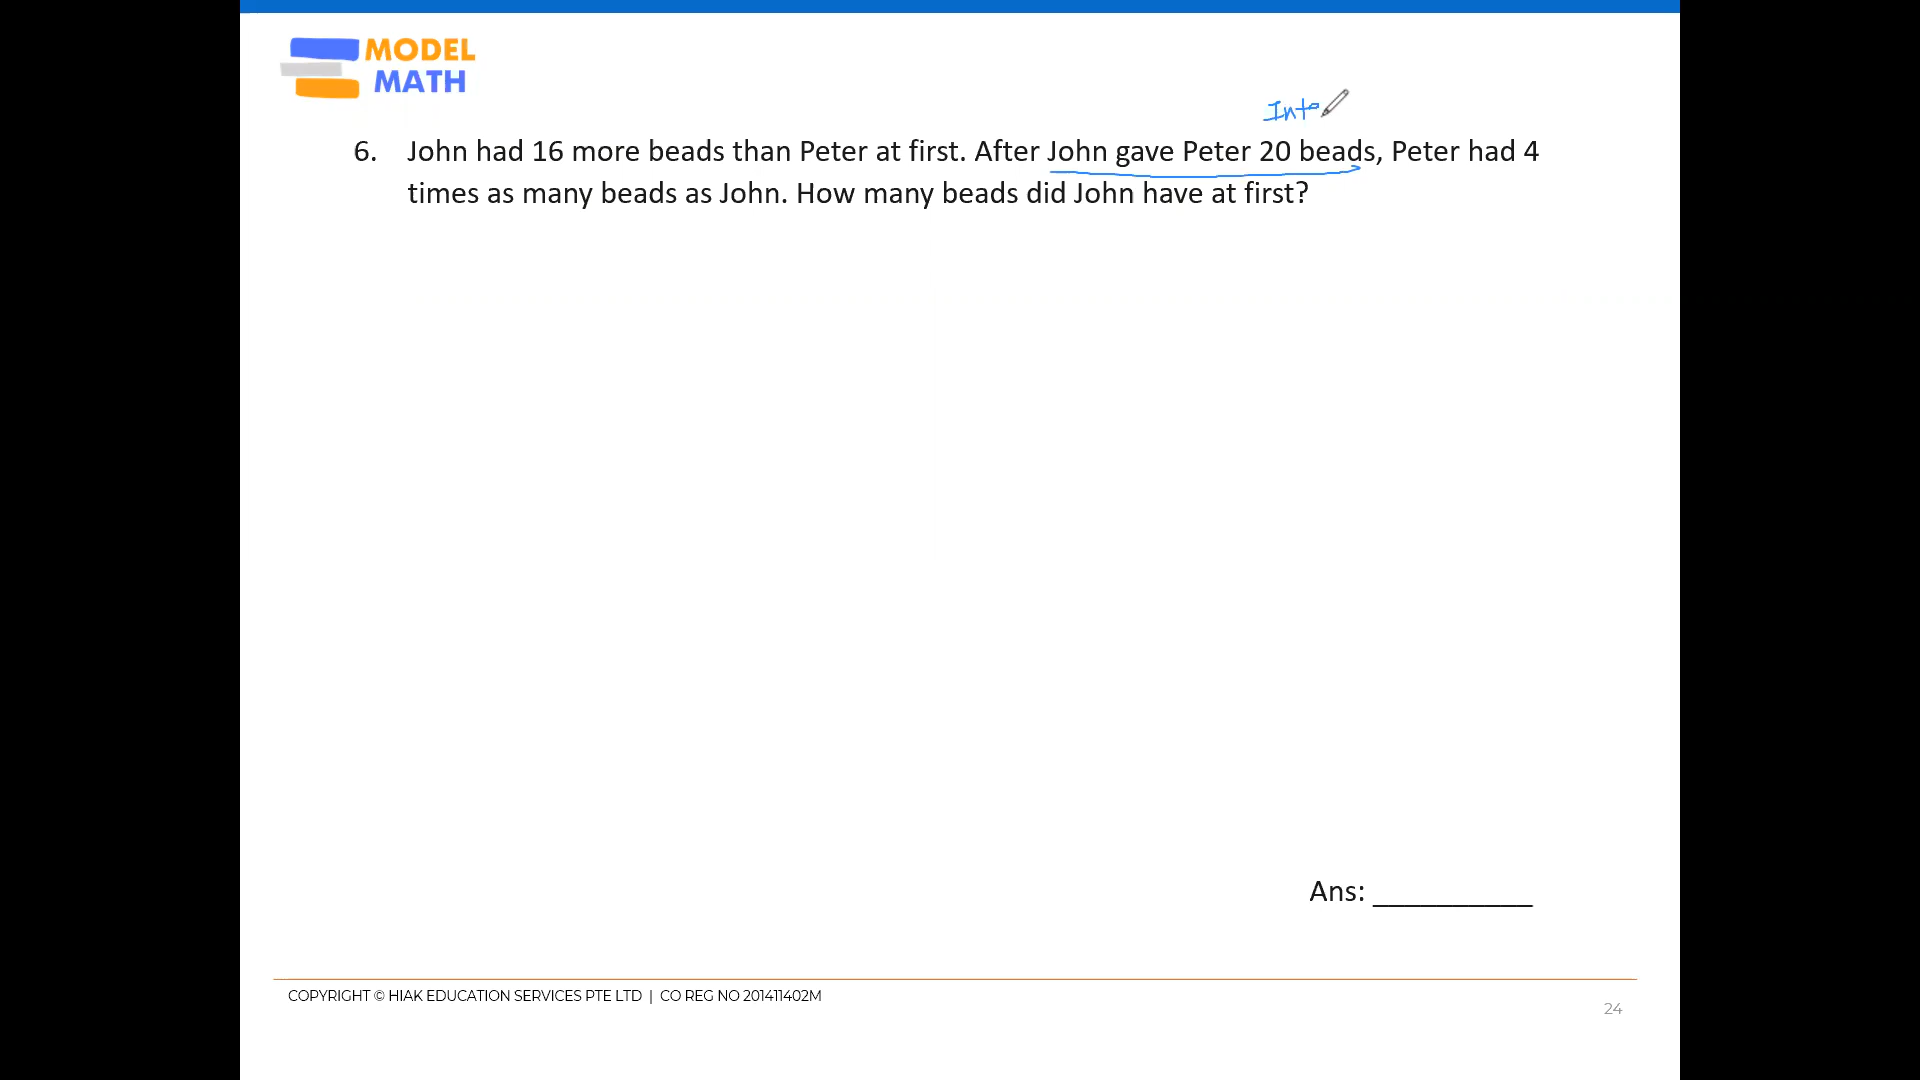 MODEL
MATH
Int
6. John had 16 more beads than Peter at first. After John gave Peter 20 beads, Peter had 4
times as many beads as John. How many beads did John have at first?
Ans: __________
COPYRIGHT © HIAK EDUCATION SERVICES PTE LTD | CO REG NO 201411402M
24